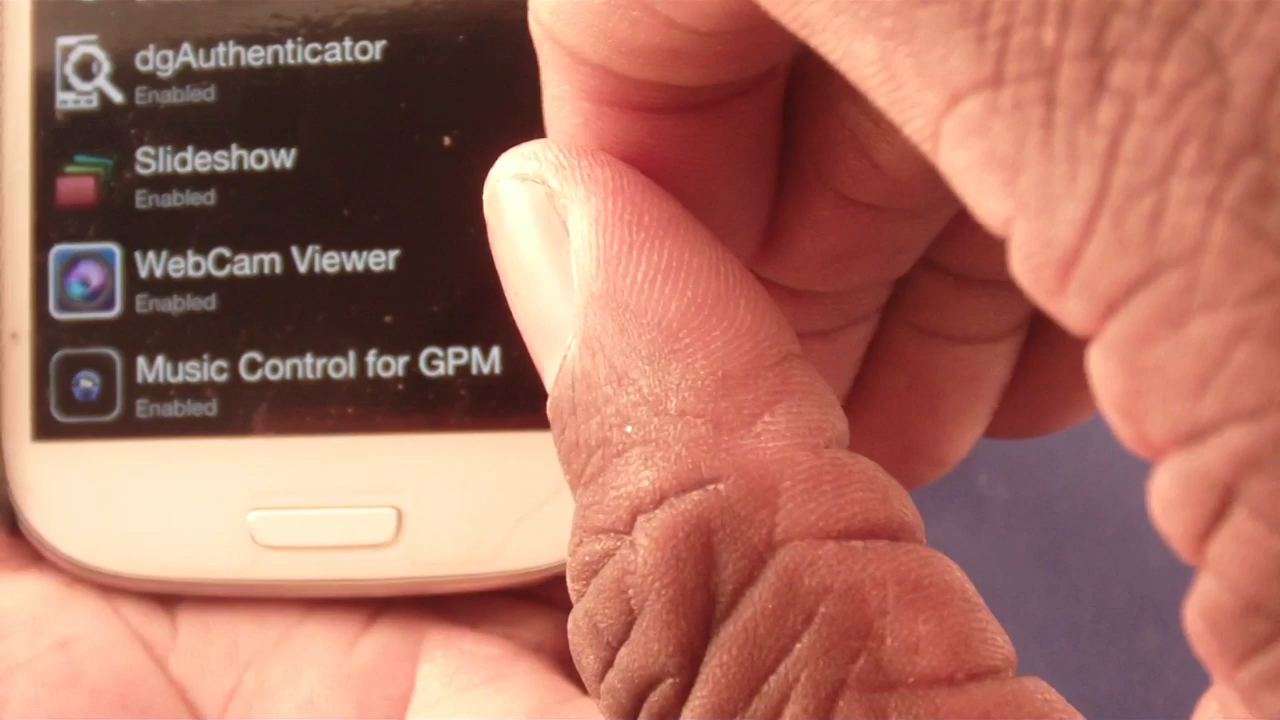 dgAuthenticator
Enabled
Slideshow
Enabled
WebCam Viewer
Enabled
Music Control for GPM
Enabled